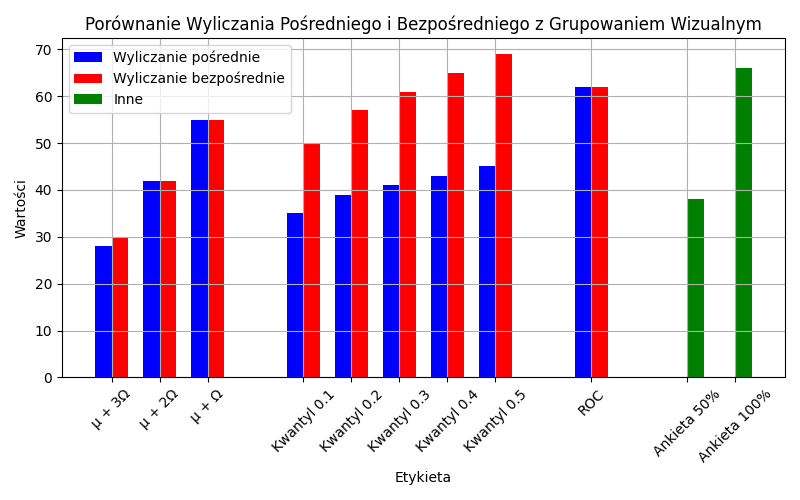 Porównanie Wyliczania Pośredniego i Bezpośredniego z Grupowaniem Wizualnym
Wyliczanie pośrednie
Wyliczanie bezpośrednie
Inne
Wartości
70
60
50
40
30
20
10
0
μ + 3Ω
μ + 2Ω
μ + Ω
Kwantyl 0.1
Kwantyl 0.2
Kwantyl 0.3
Kwantyl 0.4
Kwantyl 0.5
ROC
Ankieta 50%
Ankieta 100%
Etykieta